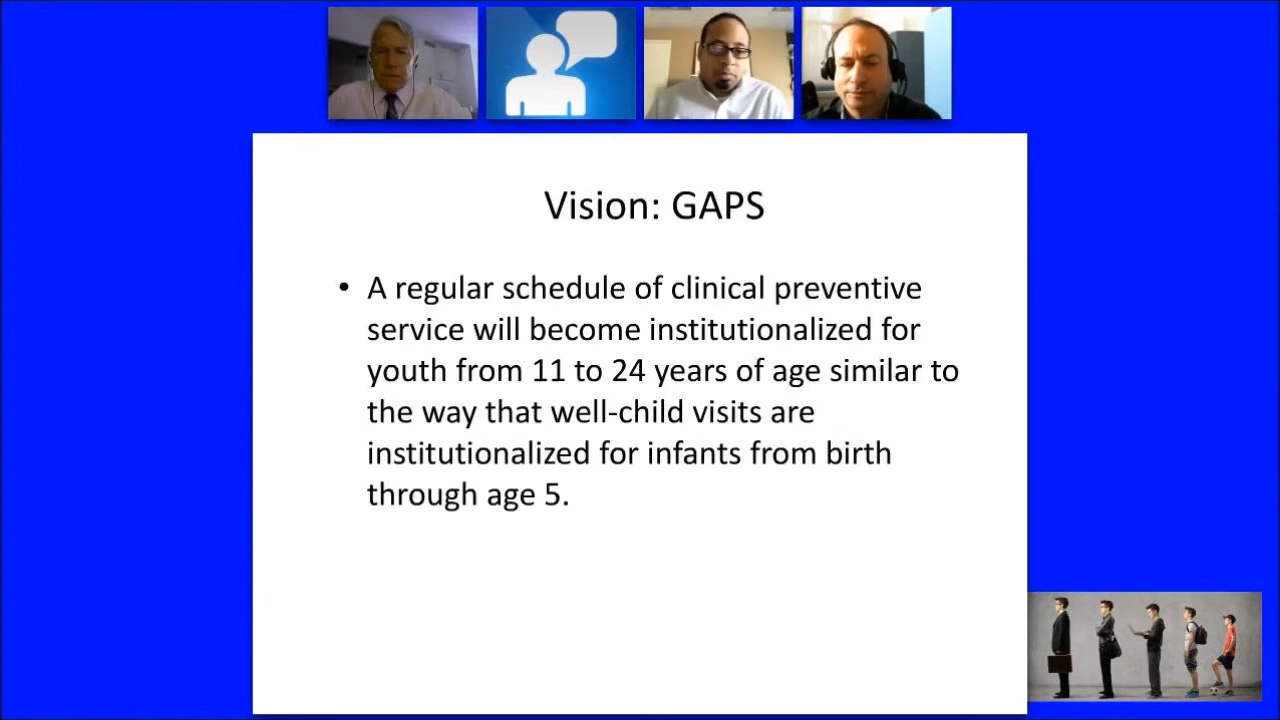 Vision: GAPS
• A regular schedule of clinical preventive
service will become institutionalized for
youth from 11 to 24 years of age similar to
the way that well-child visits are
institutionalized for infants from birth
through age 5.